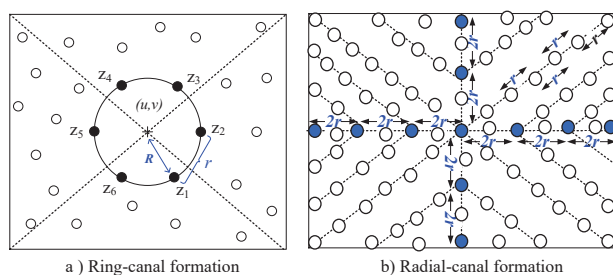 z4
z3
(u,v)
z5
z2
R
r
z6
z1
a ) Ring-canal formation
2r
r
r
r
2r
r
2r 2r 2r
2r 2r 2r
2r
2r
b) Radial-canal formation